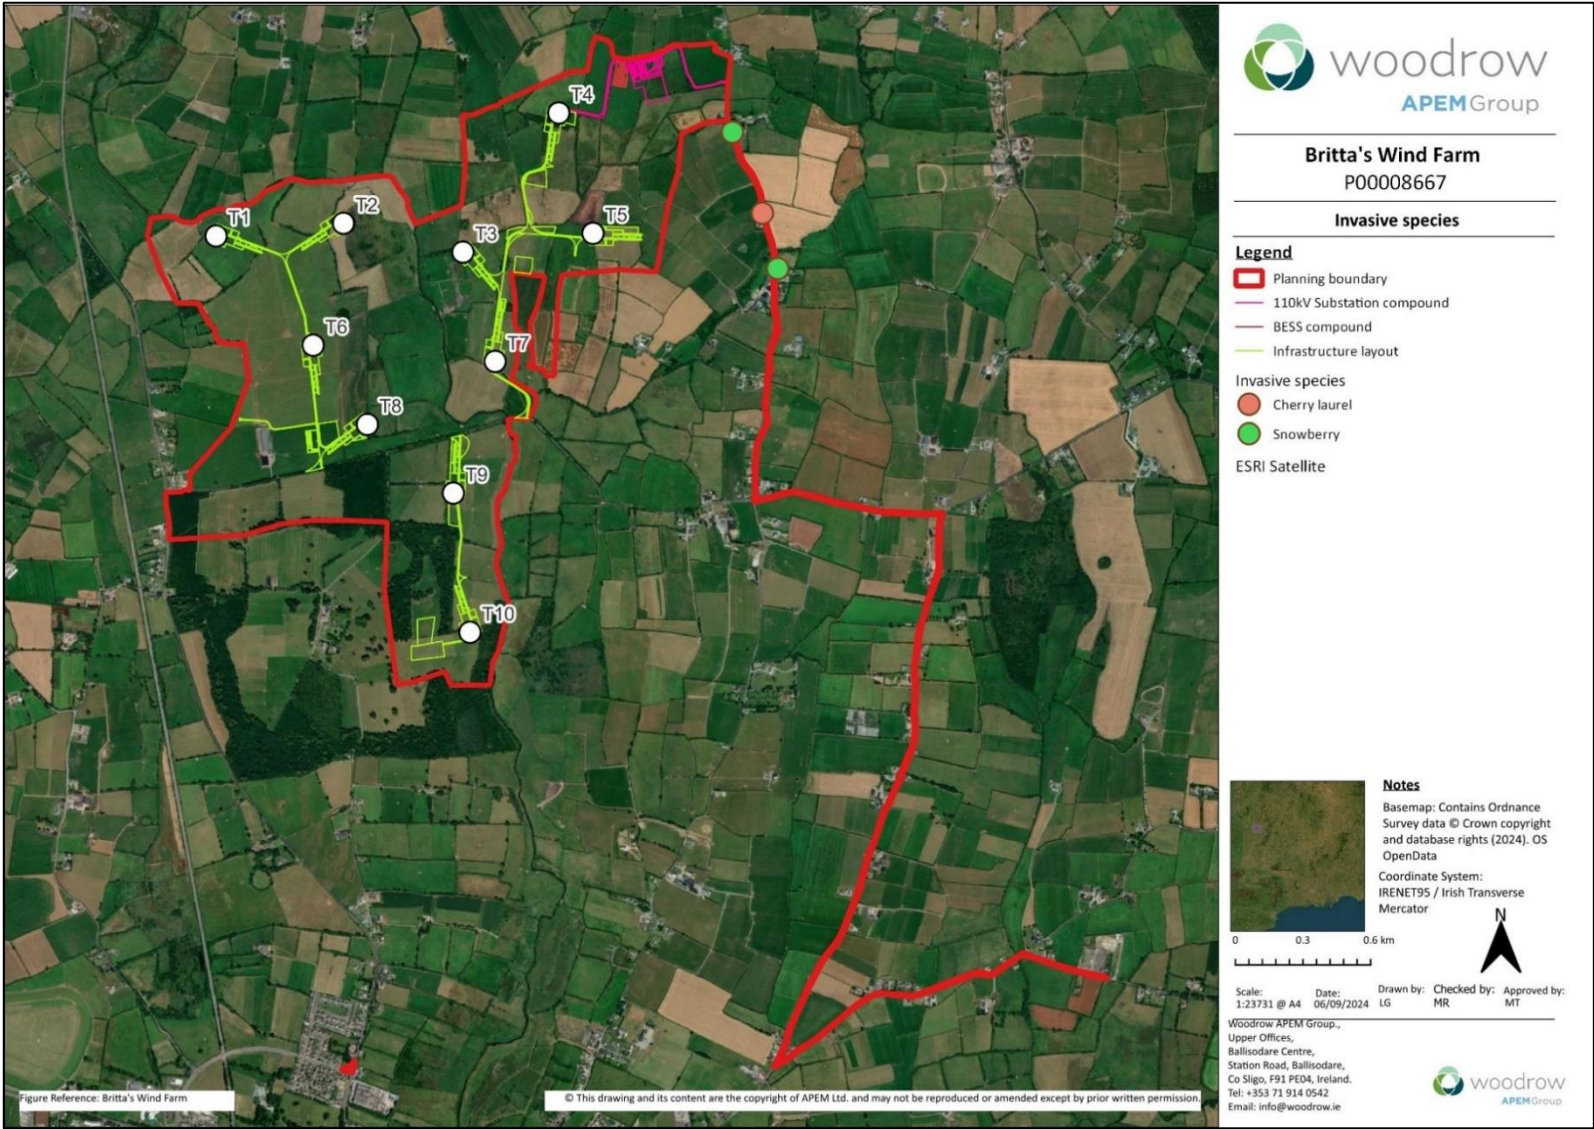 T4
T2
T1
T5
T3
T6
T7
T8
T9
T10
Figure Reference: Britta's Wind Farm
© This drawing and its content are the copyright of APEM Ltd. and may not be reproduced or amended except by prior written permission.
woodrow
APEM Group
Britta's Wind Farm
P00008667
Invasive species
Legend
Planning boundary
110kV Substation compound
BESS compound
Infrastructure layout
Invasive species
Cherry laurel
Snowberry
ESRI Satellite
Notes
Basemap: Contains Ordnance
Survey data © Crown copyright
and database rights (2024). OS
OpenData
Coordinate System:
IRENET95 / Irish Transverse
Mercator
N
0 0.3 0.6 km
Scale: Date: Drawn by: Checked by: Approved by:
1:23731 @ A4 06/09/2024 LG MR MT
Woodrow APEM Group.,
Upper Offices,
Ballisodare Centre,
Station Road, Ballisodare,
Co Sligo, F91 PE04, Ireland.
Tel: +353 71 914 0542
Email: info@woodrow.ie
woodrow
APEM Group